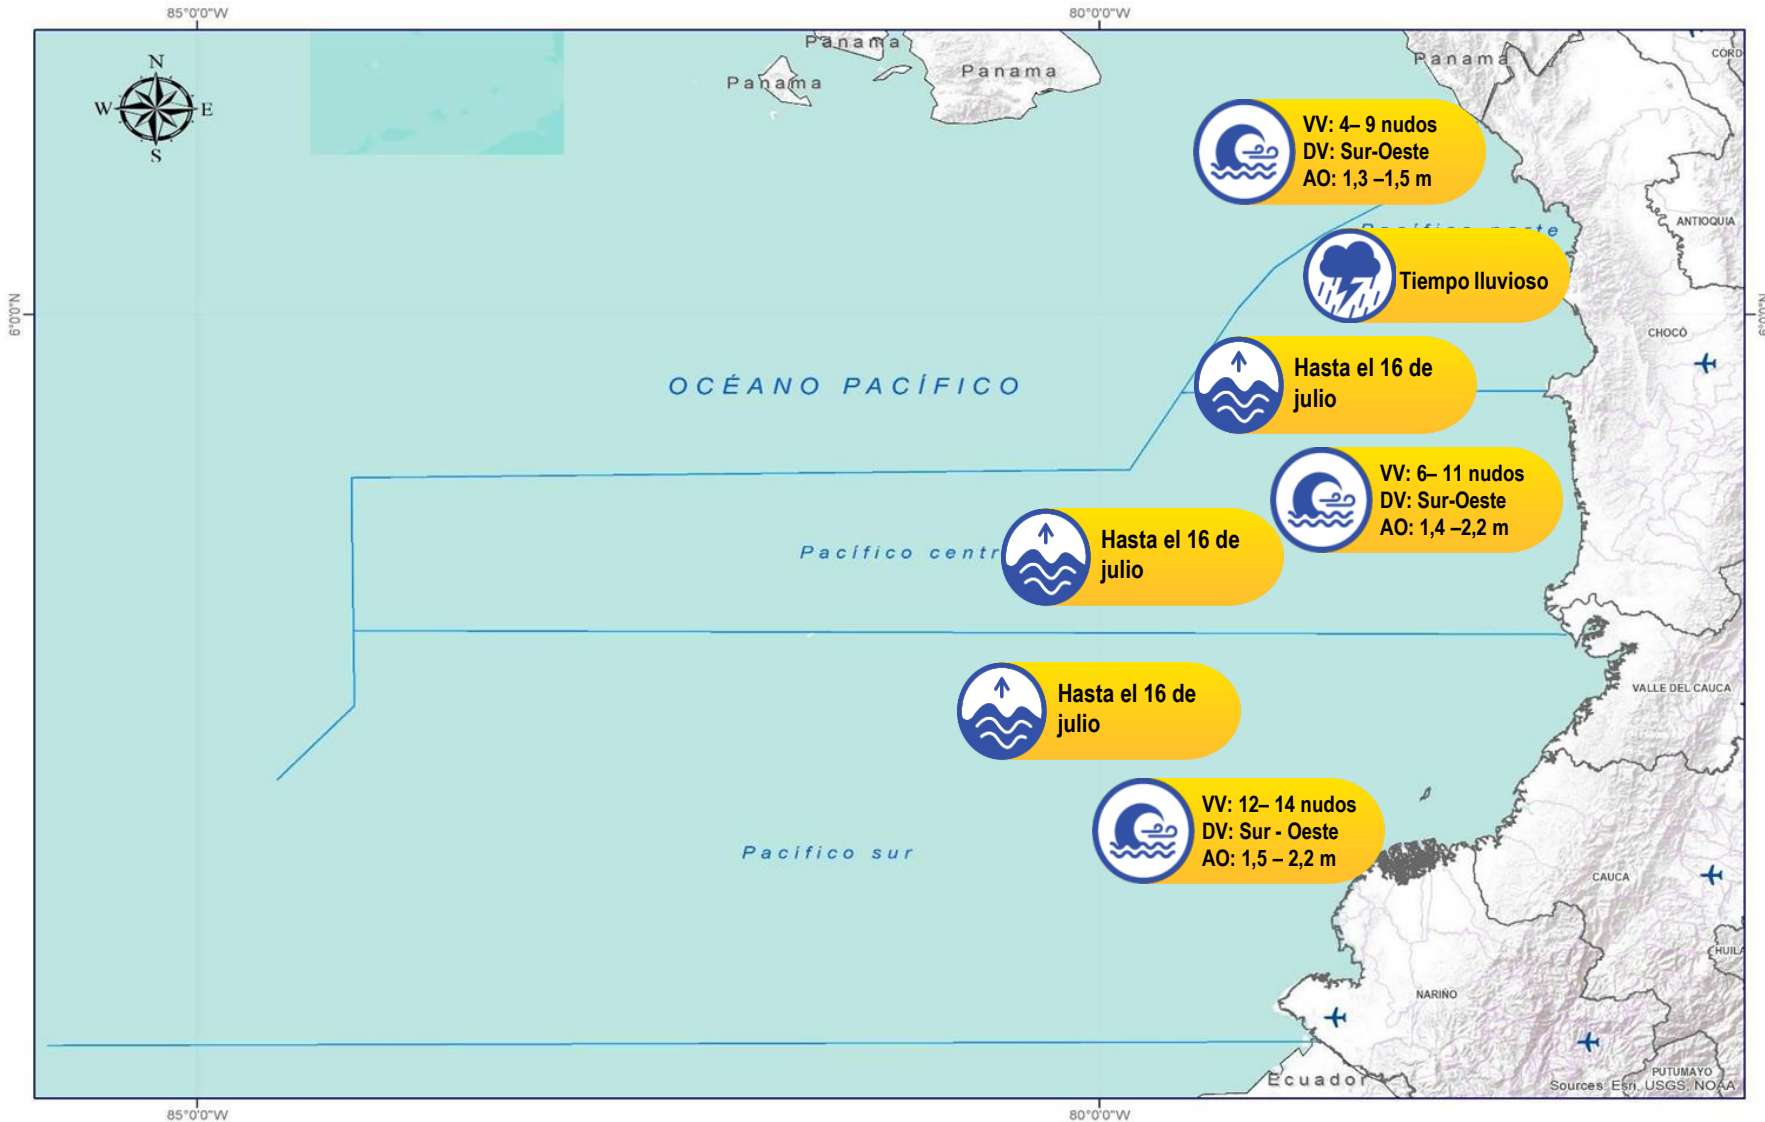 85°0'0"W
80°0'0"W
N
W
E
S
Panama
Panama
Panama
Panama
VV: 4– 9 nudos
DV: Sur-Oeste
AO: 1,3 –1,5 m
ANTIOQUIA
Tiempo lluvioso
6°0'0"N
6°0'0"N
CHOCÓ
Hasta el 16 de
julio
OCÉANO PACÍFICO
VV: 6– 11 nudos
DV: Sur-Oeste
AO: 1,4 –2,2 m
Pacífico centr
Hasta el 16 de
julio
Hasta el 16 de
julio
VALLE DEL CAUCA
VV: 12– 14 nudos
DV: Sur - Oeste
AO: 1,5 – 2,2 m
Pacífico sur
CAUCA
HUILA
NARIÑO
PUTUMAYO
Ecuador
Sources: Esri, USGS, NOAA
85°0'0"W
80°0'0"W